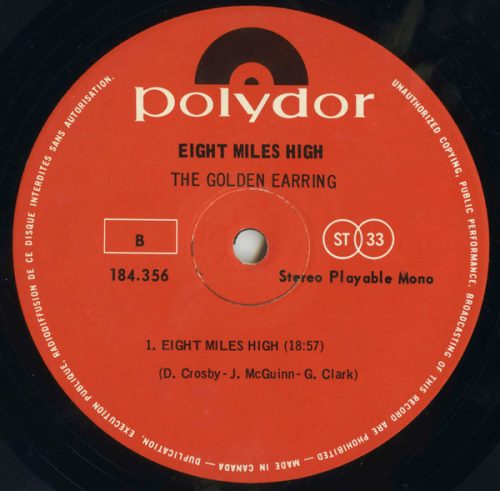 polydor
EIGHT MILES HIGH
THE GOLDEN EARRING
B
ST 33
184.356
Stereo Playable Mono
1. EIGHT MILES HIGH (18:57)
(D. Crosby - J. McGuinn - G. Clark)
UNAUTHORIZED COPYING, PUBLIC PERFORMANCE, BROADCASTING OF THIS RECORD ARE PROHIBITED — MADE IN CANADA — DUPLICATION, EXECUTION PUBLIQUE, RADIODIFFUSION DE CE DISQUE INTERDITES SANS AUTORISATION.